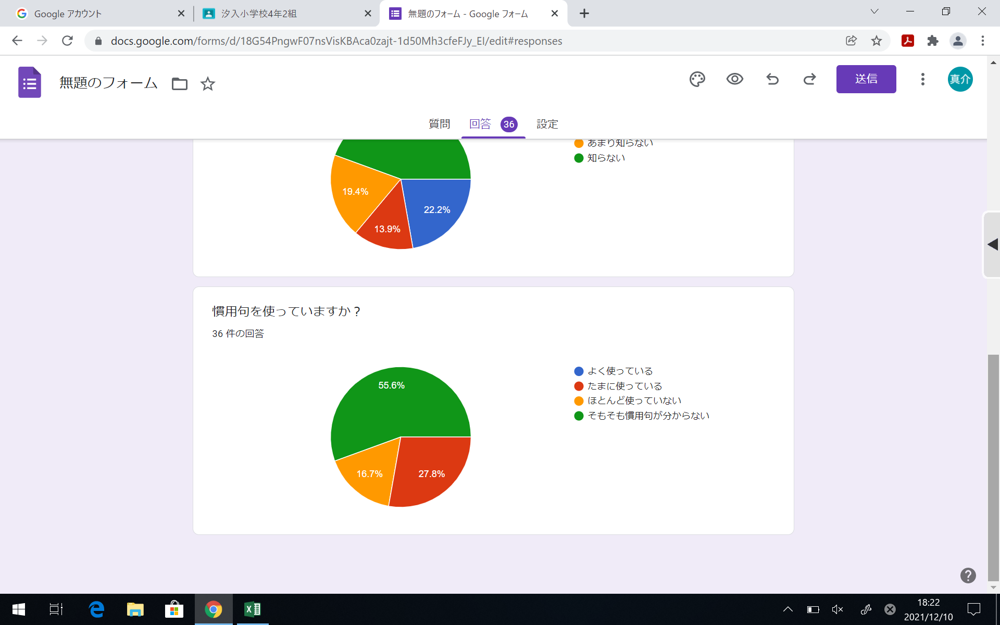 Google アカウント
汐入小学校4年2組
無題のフォーム - Google フォーム
docs.google.com/forms/d/18G54PngwF07nsVisKBAca0zajt-1d50Mh3cfeFJy_EI/edit#responses
無題のフォーム
送信
真介
質問
回答
36
設定
あまり知らない
知らない
19.4%
22.2%
13.9%
慣用句を使っていますか？
36 件の回答
55.6%
16.7%
27.8%
よく使っている
たまに使っている
ほとんど使っていない
そもそも慣用句が分からない
18:22
2021/12/10